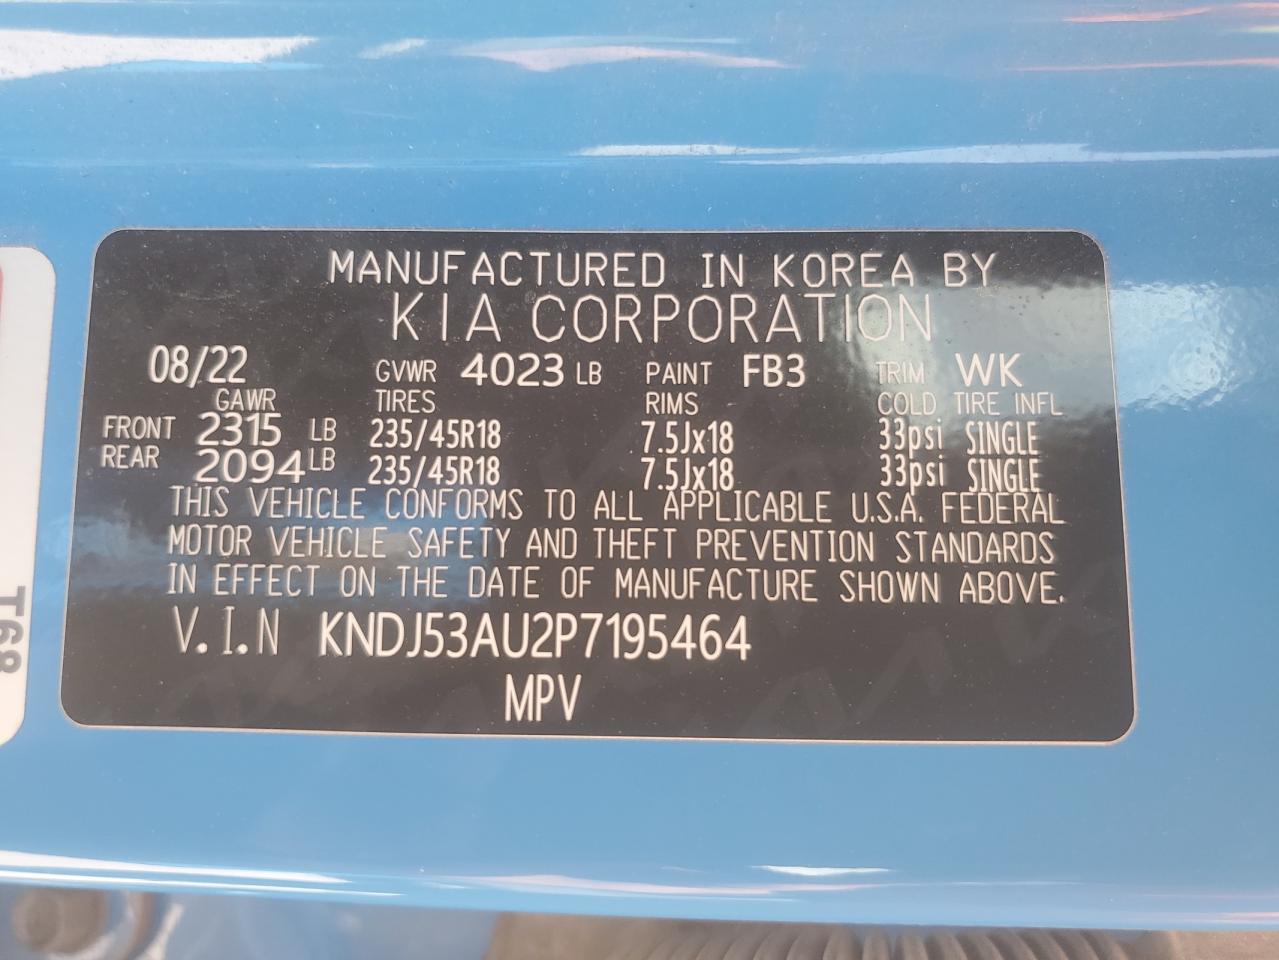 MANUFACTURED IN KOREA BY
KIA CORPORATION
08/22 GVWR 4023 LB PAINT FB3 TRIM WK
GAWR TIRES RIMS COLD TIRE INFL
FRONT 2315 LB 235/45R18 7.5Jx18 33psi SINGLE
REAR 2094 LB 235/45R18 7.5Jx18 33psi SINGLE
THIS VEHICLE CONFORMS TO ALL APPLICABLE U.S.A. FEDERAL
MOTOR VEHICLE SAFETY AND THEFT PREVENTION STANDARDS
IN EFFECT ON THE DATE OF MANUFACTURE SHOWN ABOVE.
V.I.N KNDJ53AU2P7195464
MPV
T68